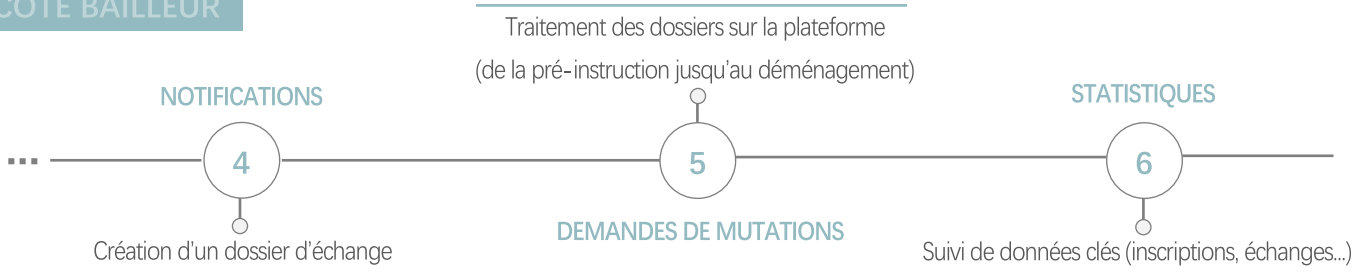 CÔTÉ BAILLEUR
Traitement des dossiers sur la plateforme
(de la pré-instruction jusqu'au déménagement)
NOTIFICATIONS
STATISTIQUES
...
4
5
6
DEMANDES DE MUTATIONS
Création d'un dossier d'échange
Suivi de données clés (inscriptions, échanges...)